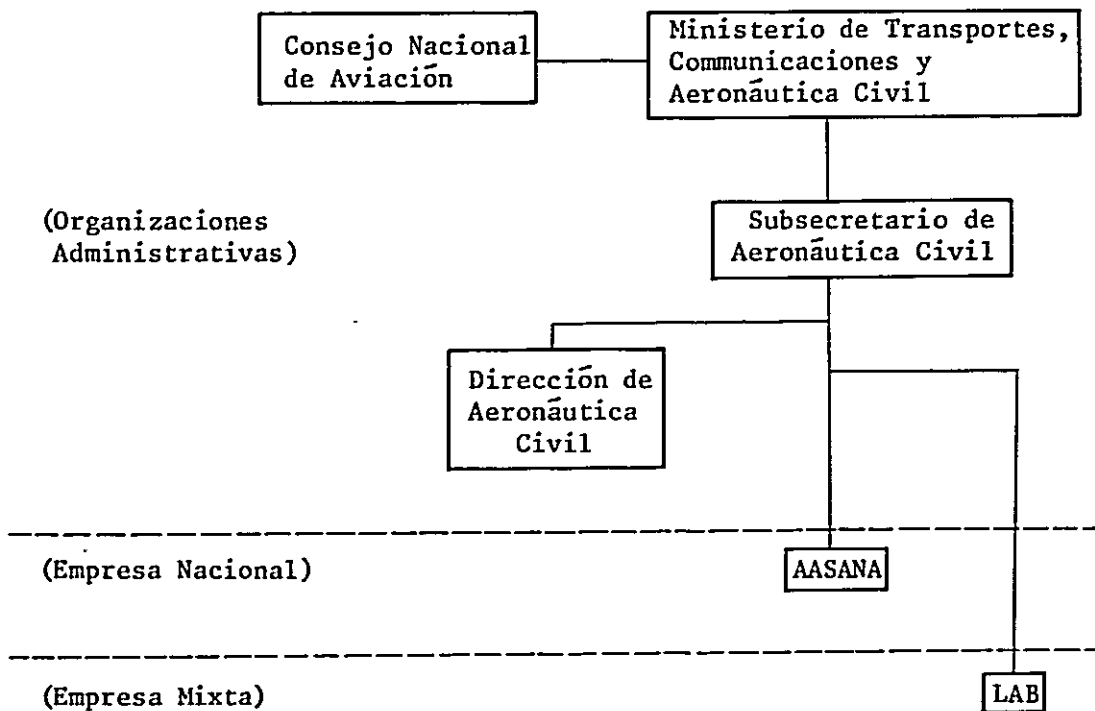 Consejo Nacional
de Aviación
Ministerio de Transportes,
Communicaciones y
Aeronáutica Civil
(Organizaciones
Administrativas)
Subsecretario de
Aeronáutica Civil
Dirección de
Aeronáutica
Civil
(Empresa Nacional)
AASANA
(Empresa Mixta)
LAB